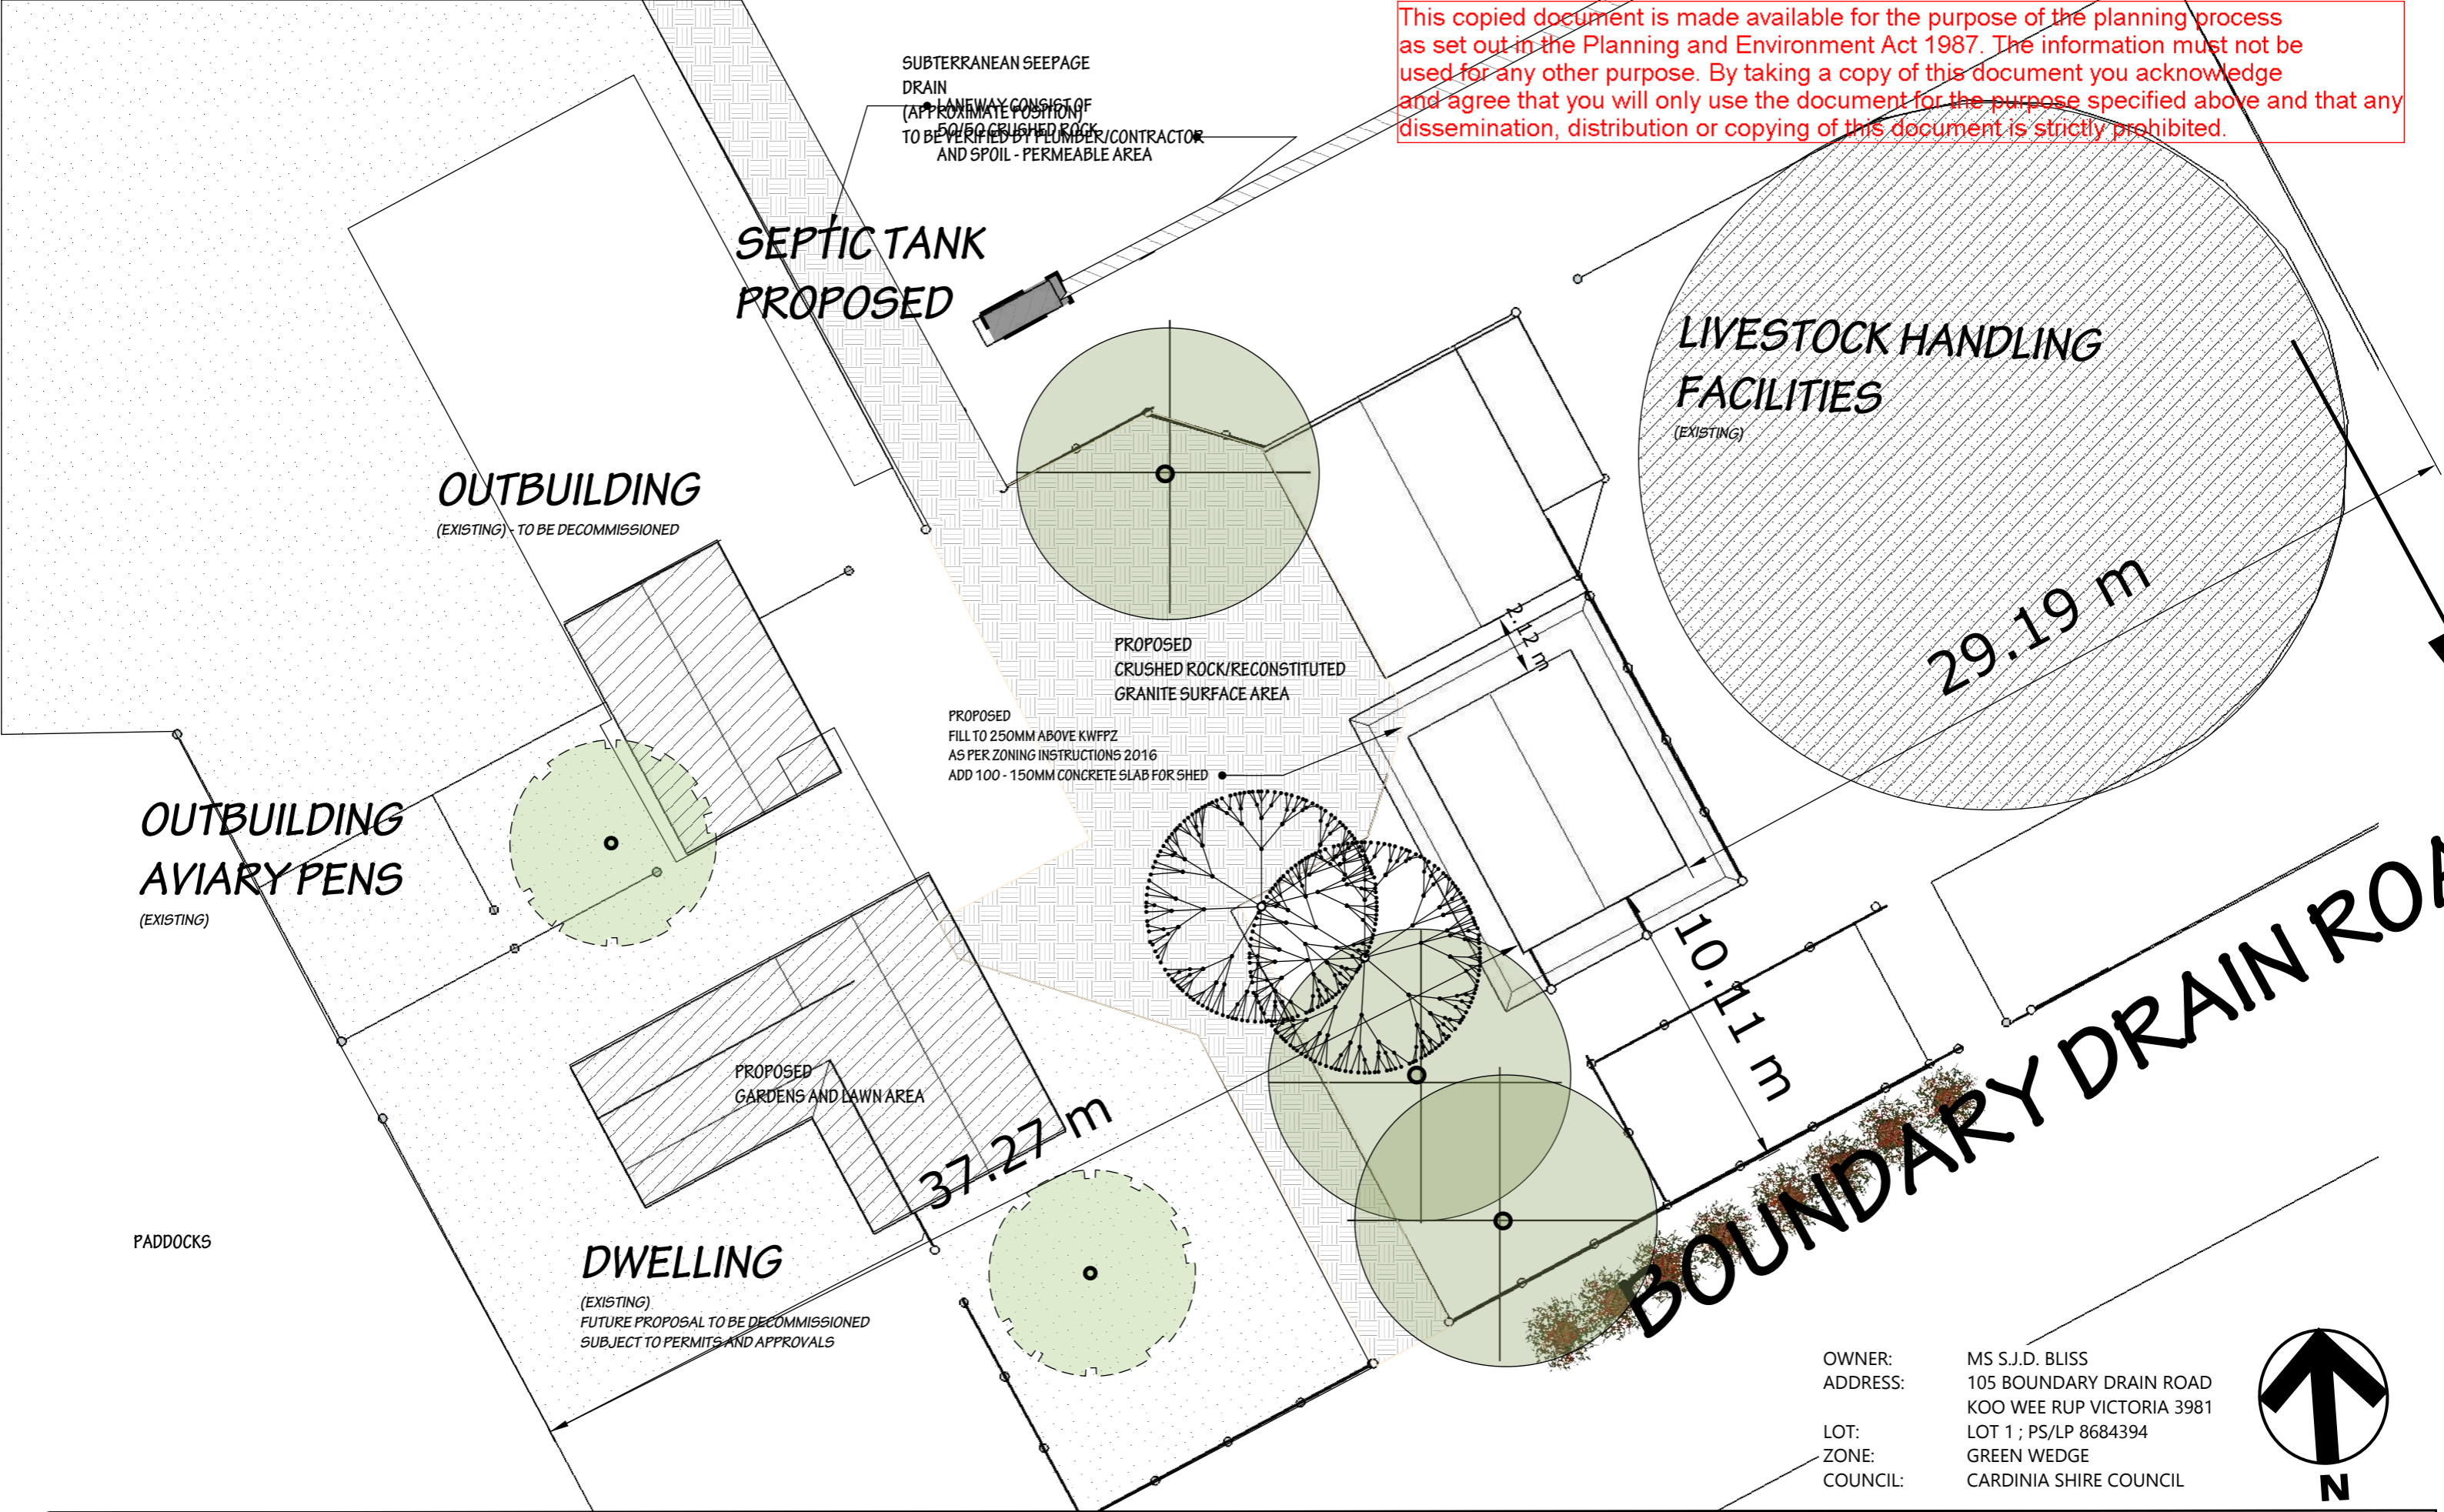 This copied document is made available for the purpose of the planning process
as set out in the Planning and Environment Act 1987. The information must not be
used for any other purpose. By taking a copy of this document you acknowledge
and agree that you will only use the document for the purpose specified above and that any
dissemination, distribution or copying of this document is strictly prohibited.
SUBTERRANEAN SEEPAGE
DRAIN
(APPROXIMATE POSITION)
TO BE VERIFIED BY PLUMBER/CONTRACTOR
LANEWAY CONSIST OF
50/50 CRUSHED ROCK
AND SPOIL - PERMEABLE AREA
SEPTIC TANK
PROPOSED
LIVESTOCK HANDLING
FACILITIES
(EXISTING)
OUTBUILDING
(EXISTING) - TO BE DECOMMISSIONED
29.19 m
2.12 m
PROPOSED
CRUSHED ROCK/RECONSTITUTED
GRANITE SURFACE AREA
PROPOSED
FILL TO 250MM ABOVE KWFPZ
AS PER ZONING INSTRUCTIONS 2016
ADD 100 - 150MM CONCRETE SLAB FOR SHED
OUTBUILDING
AVIARY PENS
(EXISTING)
10.11 m
BOUNDARY DRAIN ROA
PROPOSED
GARDENS AND LAWN AREA
37.27 m
PADDOCKS
DWELLING
(EXISTING)
FUTURE PROPOSAL TO BE DECOMMISSIONED
SUBJECT TO PERMITS AND APPROVALS
OWNER: MS S.J.D. BLISS
ADDRESS: 105 BOUNDARY DRAIN ROAD
KOO WEE RUP VICTORIA 3981
LOT: LOT 1 ; PS/LP 8684394
ZONE: GREEN WEDGE
COUNCIL: CARDINIA SHIRE COUNCIL
N